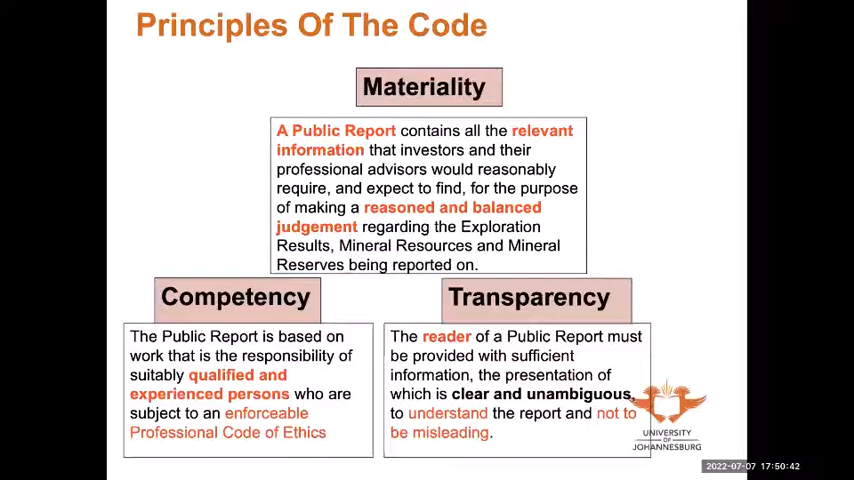 Principles Of The Code
Materiality
A Public Report contains all the relevant
information that investors and their
professional advisors would reasonably
require, and expect to find, for the purpose
of making a reasoned and balanced
judgement regarding the Exploration
Results, Mineral Resources and Mineral
Reserves being reported on.
Competency
The Public Report is based on
work that is the responsibility of
suitably qualified and
experienced persons who are
subject to an enforceable
Professional Code of Ethics
Transparency
The reader of a Public Report must
be provided with sufficient
information, the presentation of
which is clear and unambiguous,
to understand the report and not to
be misleading.
UNIVERSITY
OF
JOHANNESBURG
2022-07-07 17:50:42